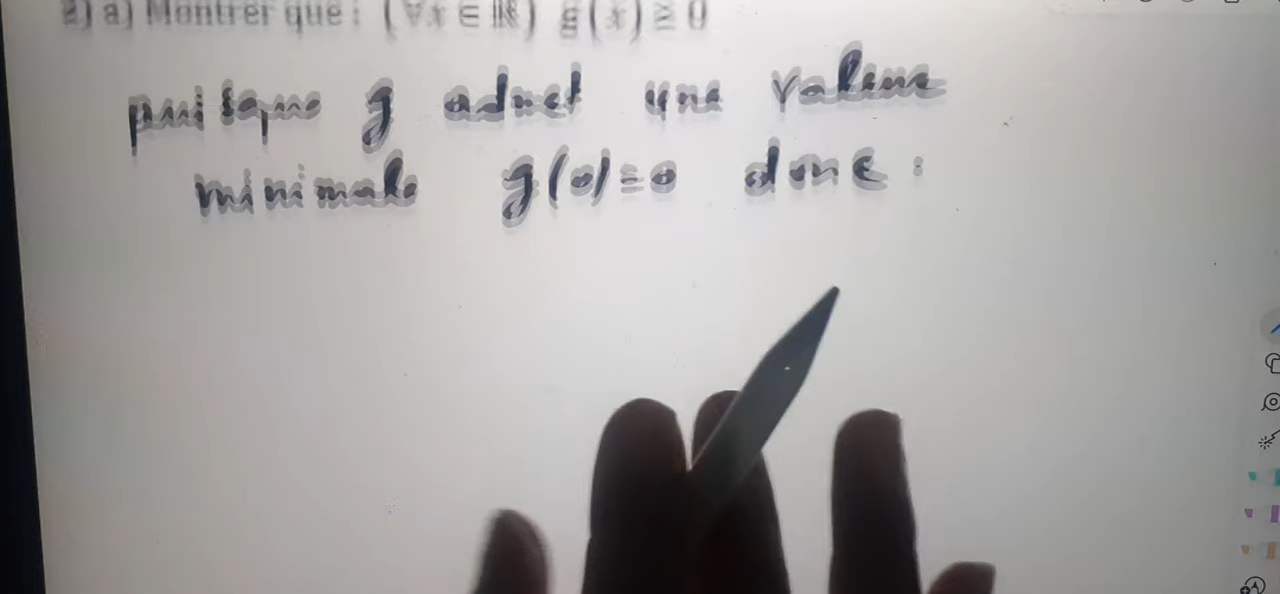 2) a) Montrer que : (∀x ∈ ℝ) g(x) ≥ 0
puisque g admet une valeur
minimale g(0)=0 donc :